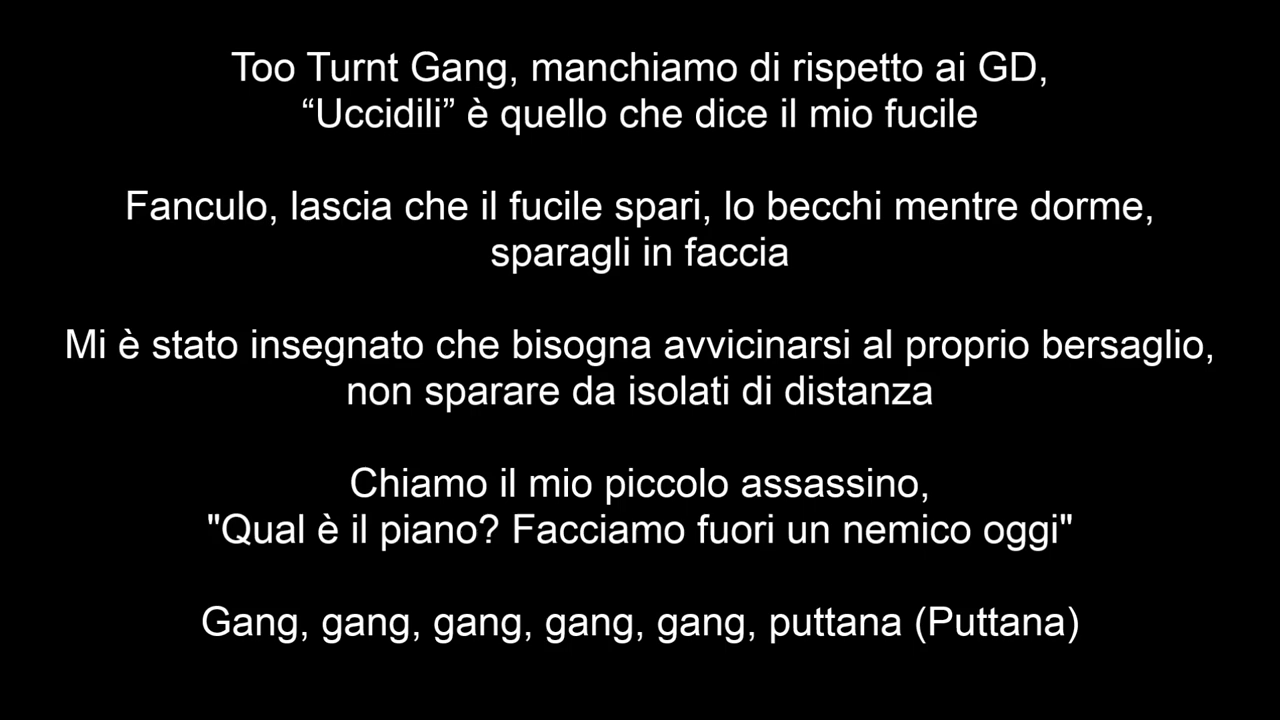 Too Turnt Gang, manchiamo di rispetto ai GD,
“Uccidili” è quello che dice il mio fucile
Fanculo, lascia che il fucile spari, lo becchi mentre dorme,
sparagli in faccia
Mi è stato insegnato che bisogna avvicinarsi al proprio bersaglio,
non sparare da isolati di distanza
Chiamo il mio piccolo assassino,
"Qual è il piano? Facciamo fuori un nemico oggi"
Gang, gang, gang, gang, gang, puttana (Puttana)